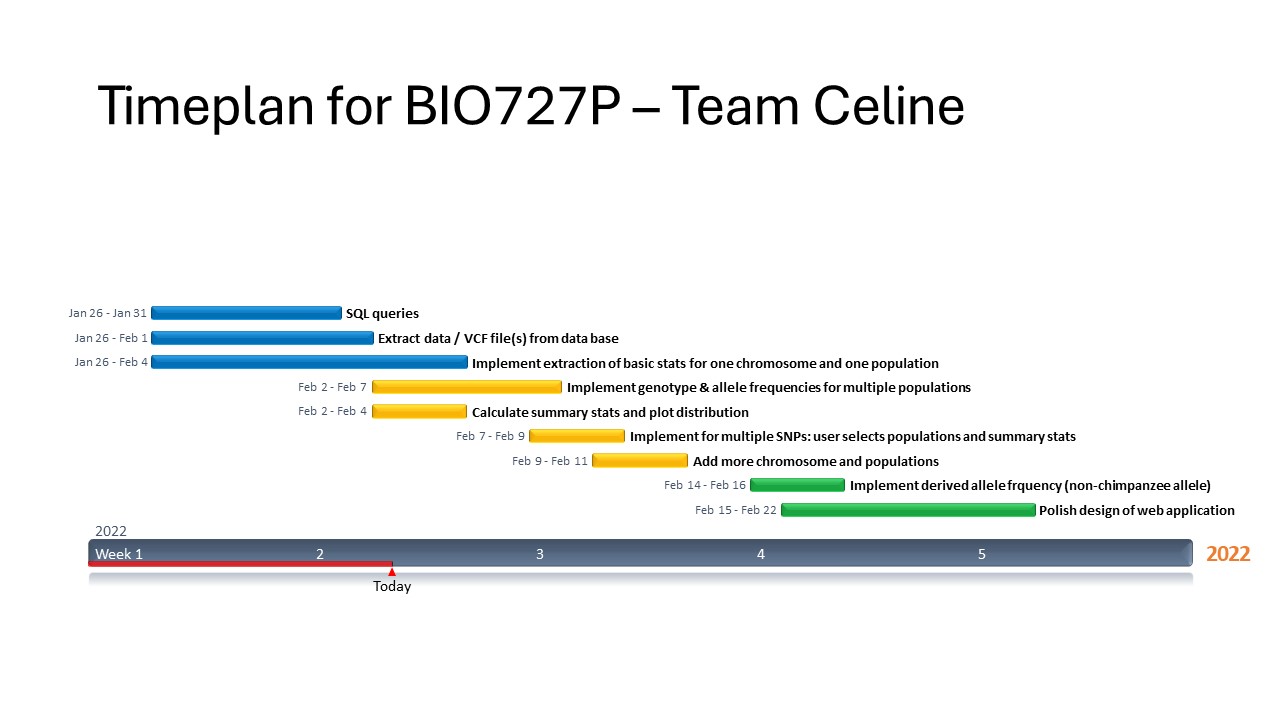 Timeplan for BIO727P – Team Celine
Jan 26 - Jan 31 SQL queries
Jan 26 - Feb 1 Extract data / VCF file(s) from data base
Jan 26 - Feb 4 Implement extraction of basic stats for one chromosome and one population
Feb 2 - Feb 7 Implement genotype & allele frequencies for multiple populations
Feb 2 - Feb 4 Calculate summary stats and plot distribution
Feb 7 - Feb 9 Implement for multiple SNPs: user selects populations and summary stats
Feb 9 - Feb 11 Add more chromosome and populations
Feb 14 - Feb 16 Implement derived allele frquency (non-chimpanzee allele)
Feb 15 - Feb 22 Polish design of web application
2022
Week 1 2 3 4 5 2022
Today